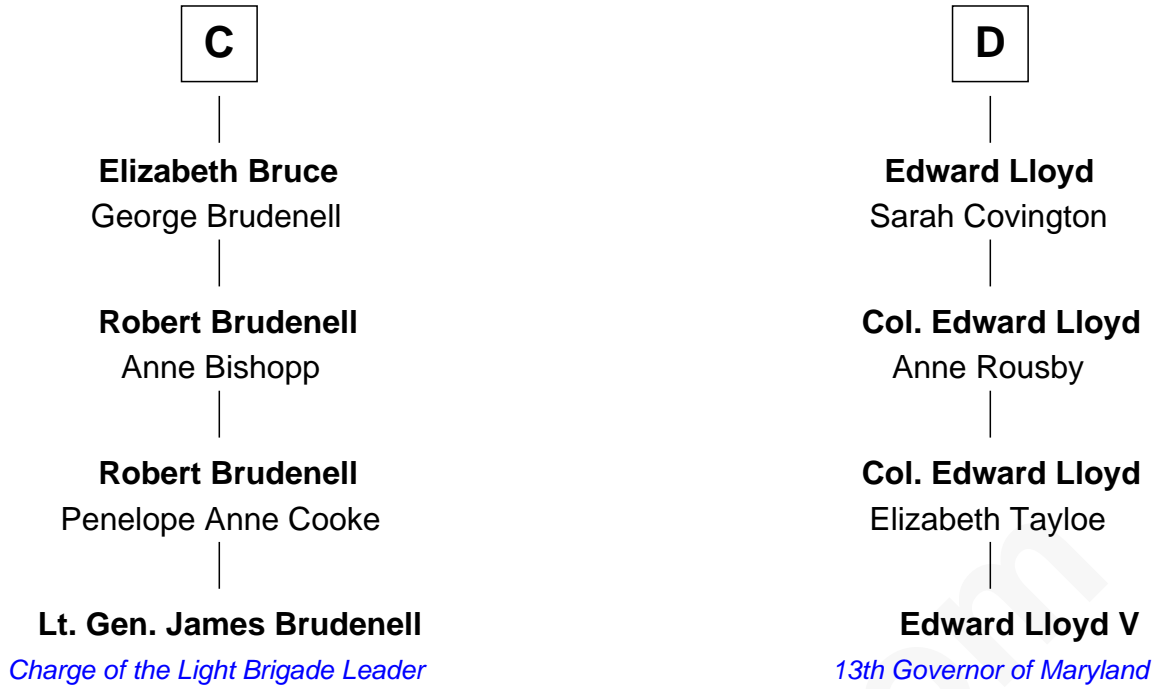 C
Elizabeth Bruce
George Brudenell
Robert Brudenell
Anne Bishopp
Robert Brudenell
Penelope Anne Cooke
Lt. Gen. James Brudenell
Charge of the Light Brigade Leader
D
Edward Lloyd
Sarah Covington
Col. Edward Lloyd
Anne Rousby
Col. Edward Lloyd
Elizabeth Tayloe
Edward Lloyd V
13th Governor of Maryland